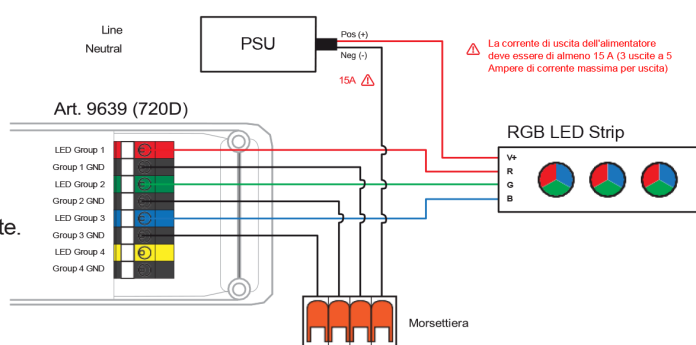 Line
Neutral
PSU
Pos (+)
Neg (-)
15A
La corrente di uscita dell'alimentatore
deve essere di almeno 15 A (3 uscite a 5
Ampere di corrente massima per uscita)
Art. 9639 (720D)
RGB LED Strip
LED Group 1
Group 1 GND
LED Group 2
Group 2 GND
LED Group 3
Group 3 GND
LED Group 4
Group 4 GND
te.
V+
R
G
B
Morsettiera